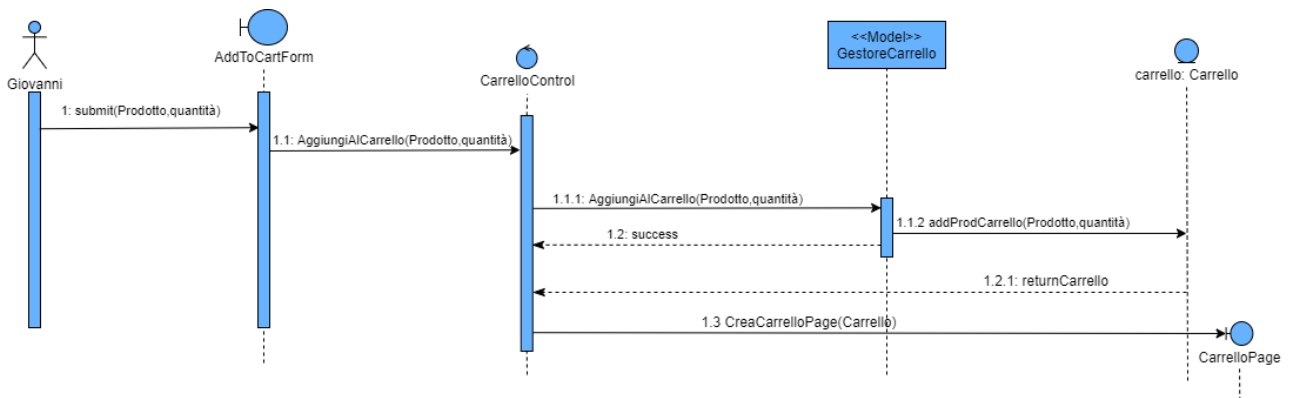 Giovanni
AddToCartForm
CarrelloControl
<<Model>>
GestoreCarrello
carrello: Carrello
1: submit(Prodotto,quantità)
1.1: AggiungiAlCarrello(Prodotto,quantità)
1.1.1: AggiungiAlCarrello(Prodotto,quantità)
1.1.2 addProdCarrello(Prodotto,quantità)
1.2: success
1.2.1: returnCarrello
1.3 CreaCarrelloPage(Carrello)
CarrelloPage